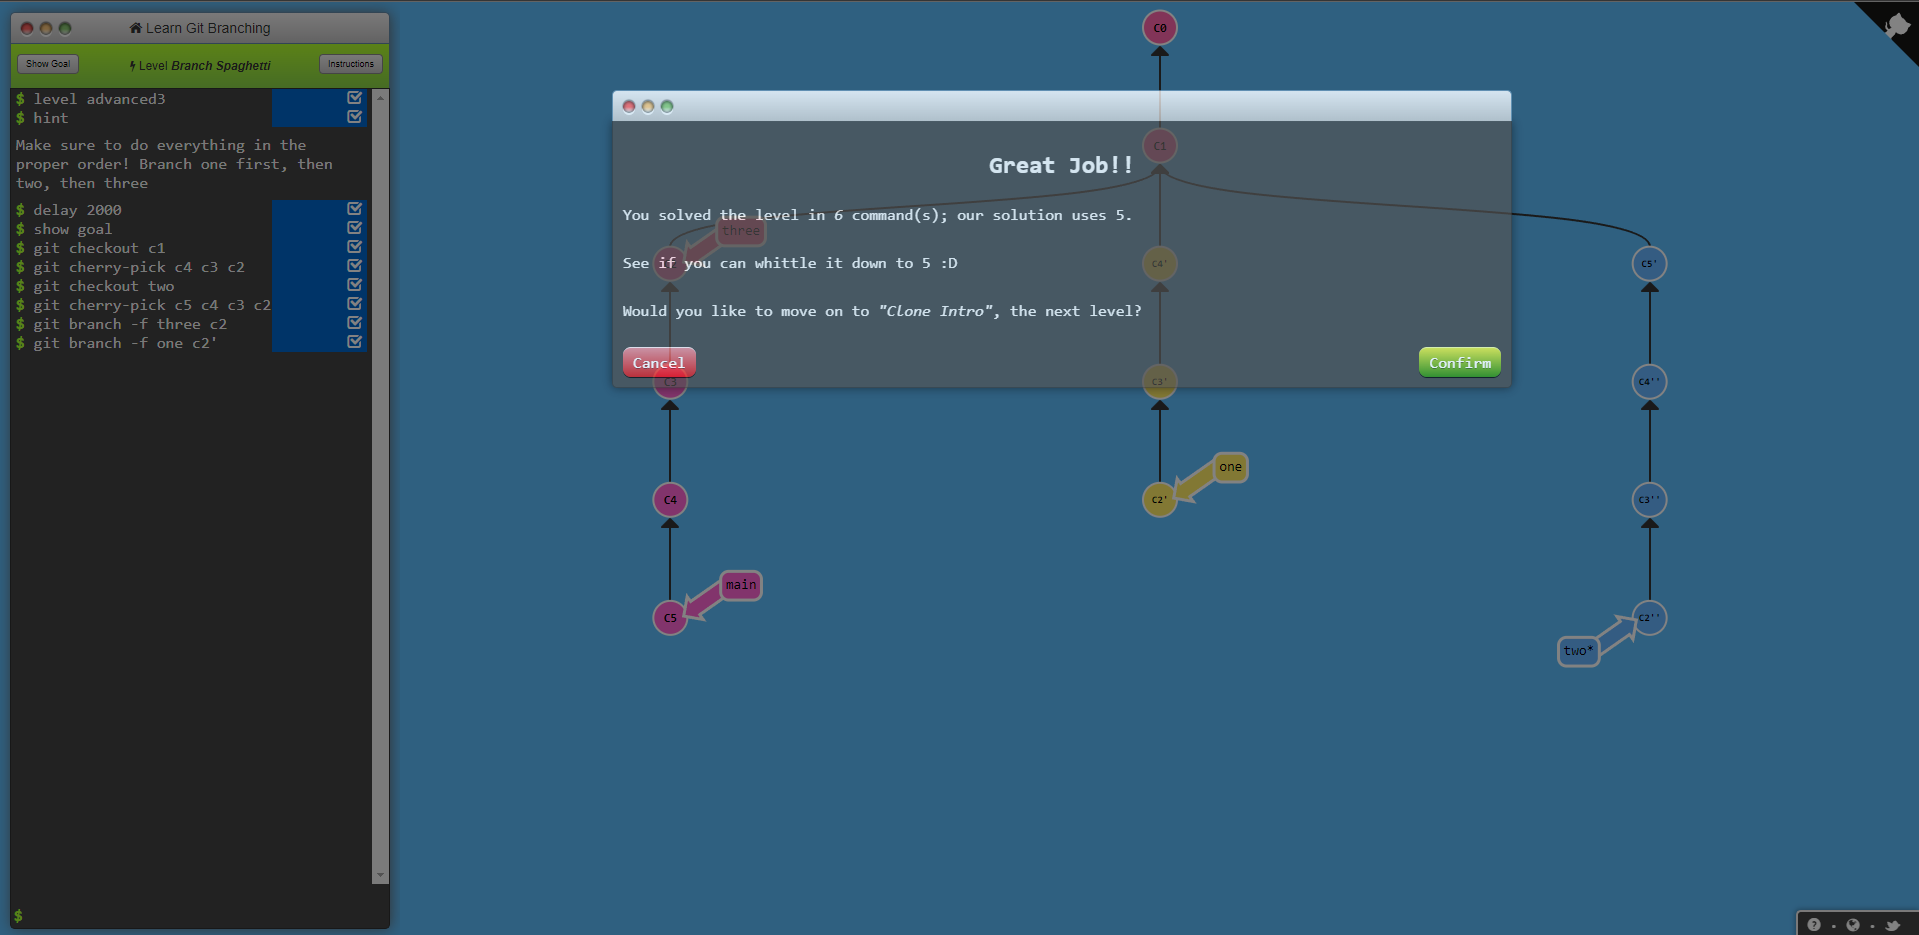 Learn Git Branching
Show Goal
Level Branch Spaghetti
Instructions
$ level advanced3
$ hint
Make sure to do everything in the
proper order! Branch one first, then
two, then three
$ delay 2000
$ show goal
$ git checkout c1
$ git cherry-pick c4 c3 c2
$ git checkout two
$ git cherry-pick c5 c4 c3 c2
$ git branch -f three c2
$ git branch -f one c2'
$
Great Job!!
You solved the level in 6 command(s); our solution uses 5.
See if you can whittle it down to 5 :D
Would you like to move on to "Clone Intro", the next level?
Cancel
Confirm
C0
C1
three
C4'
C5'
C3
C3'
C4''
C4
C2'
one
C3''
C5
main
C2''
two*